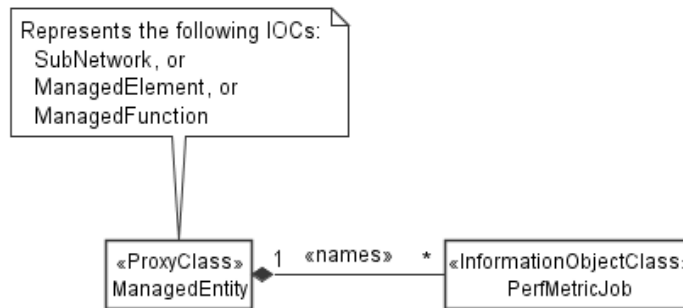 Represents the following IOCs:
SubNetwork, or
ManagedElement, or
ManagedFunction
«ProxyClass»
ManagedEntity
1 «names» *
«InformationObjectClass»
PerfMetricJob